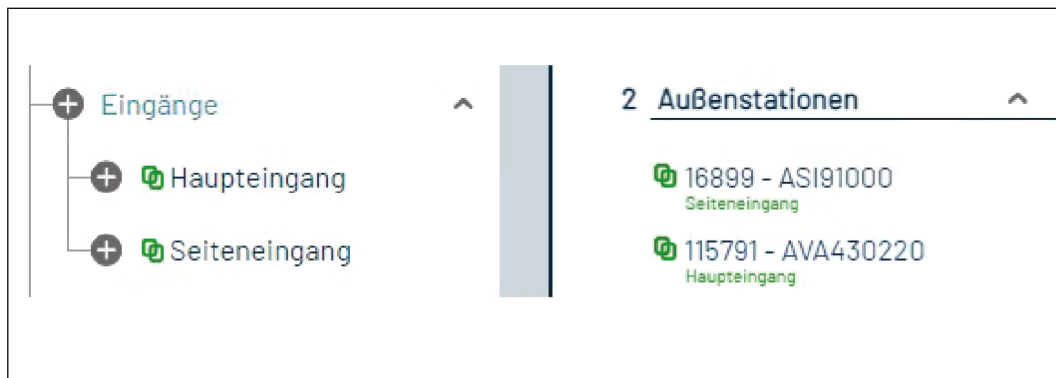 Eingänge
Haupteingang
Seiteneingang
2 Außenstationen
16899 - ASI91000
Seiteneingang
115791 - AVA430220
Haupteingang